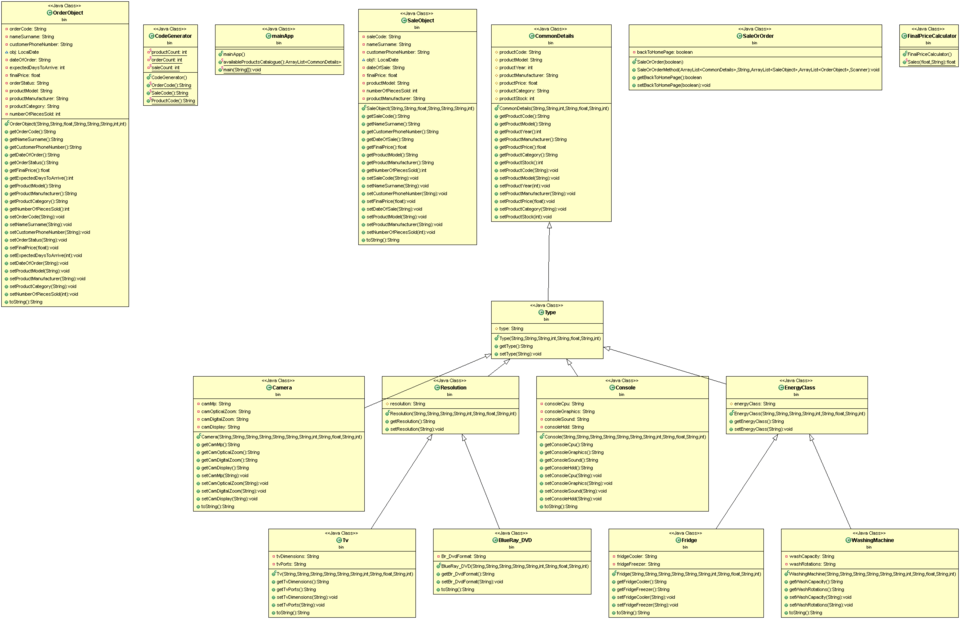 <<Java Class>>
OrderObject
bin
orderCode: String
nameSurname: String
customerPhoneNumber: String
obj: LocalDate
dateOfOrder: String
expectedDaysToArrive: int
finalPrice: float
orderStatus: String
productModel: String
productManufacturer: String
productCategory: String
numberOfPiecesSold: int
OrderObject(String,String,float,String,String,String,int,int)
getOrderCode():String
getNameSurname():String
getCustomerPhoneNumber():String
getDateOfOrder():String
getOrderStatus():String
getFinalPrice():float
getExpectedDaysToArrive():int
getProductModel():String
getProductManufacturer():String
getProductCategory():String
getNumberOfPiecesSold():int
setOrderCode(String):void
setNameSurname(String):void
setCustomerPhoneNumber(String):void
setOrderStatus(String):void
setFinalPrice(float):void
setExpectedDaysToArrive(int):void
setDateOfOrder(String):void
setProductModel(String):void
setProductManufacturer(String):void
setProductCategory(String):void
setNumberOfPiecesSold(int):void
toString():String
<<Java Class>>
CodeGenerator
bin
productCount: int
orderCount: int
saleCount: int
CodeGenerator()
OrderCode():String
SaleCode():String
ProductCode():String
<<Java Class>>
mainApp
bin
mainApp()
availableProductsCatalogue():ArrayList<CommonDetails>
main(String[]):void
<<Java Class>>
SaleObject
bin
saleCode: String
nameSurname: String
customerPhoneNumber: String
obj1: LocalDate
dateOfSale: String
finalPrice: float
productModel: String
numberOfPiecesSold: int
productManufacturer: String
SaleObject(String,String,float,String,String,String,int)
getSaleCode():String
getNameSurname():String
getCustomerPhoneNumber():String
getDateOfSale():String
getFinalPrice():float
getProductModel():String
getProductManufacturer():String
getNumberOfPiecesSold():int
setSaleCode(String):void
setNameSurname(String):void
setCustomerPhoneNumber(String):void
setFinalPrice(float):void
setDateOfSale(String):void
setProductModel(String):void
setProductManufacturer(String):void
setNumberOfPiecesSold(int):void
toString():String
<<Java Class>>
CommonDetails
bin
productCode: String
productModel: String
productYear: int
productManufacturer: String
productPrice: float
productCategory: String
productStock: int
CommonDetails(String,String,int,String,float,String,int)
getProductCode():String
getProductModel():String
getProductYear():int
getProductManufacturer():String
getProductPrice():float
getProductCategory():String
getProductStock():int
setProductCode(String):void
setProductModel(String):void
setProductYear(int):void
setProductManufacturer(String):void
setProductPrice(float):void
setProductCategory(String):void
setProductStock(int):void
<<Java Class>>
SaleOrOrder
bin
backToHomePage: boolean
SaleOrOrder(boolean)
SaleOrOrderMethod(ArrayList<CommonDetails>,String,ArrayList<SaleObject>,ArrayList<OrderObject>,Scanner):void
getBackToHomePage():boolean
setBackToHomePage(boolean):void
<<Java Class>>
FinalPriceCalculator
bin
FinalPriceCalculator()
Sales(float,String):float
<<Java Class>>
Type
bin
type: String
Type(String,String,String,int,String,float,String,int)
getType():String
setType(String):void
<<Java Class>>
Camera
bin
camMp: String
camOpticalZoom: String
camDigitalZoom: String
camDisplay: String
Camera(String,String,String,String,String,String,String,int,String,float,String,int)
getCamMp():String
getCamOpticalZoom():String
getCamDigitalZoom():String
getCamDisplay():String
setCamMp(String):void
setCamOpticalZoom(String):void
setCamDigitalZoom(String):void
setCamDisplay(String):void
toString():String
<<Java Class>>
Resolution
bin
resolution: String
Resolution(String,String,String,String,int,String,float,String,int)
getResolution():String
setResolution(String):void
<<Java Class>>
Console
bin
consoleCpu: String
consoleGraphics: String
consoleSound: String
consoleHdd: String
Console(String,String,String,String,String,String,String,int,String,float,String,int)
getConsoleCpu():String
getConsoleGraphics():String
getConsoleSound():String
getConsoleHdd():String
setConsoleCpu(String):void
setConsoleGraphics(String):void
setConsoleSound(String):void
setConsoleHdd(String):void
toString():String
<<Java Class>>
EnergyClass
bin
energyClass: String
EnergyClass(String,String,String,String,int,String,float,String,int)
getEnergyClass():String
setEnergyClass(String):void
<<Java Class>>
Tv
bin
tvDimensions: String
tvPorts: String
Tv(String,String,String,String,String,String,int,String,float,String,int)
getTvDimensions():String
getTvPorts():String
setTvDimensions(String):void
setTvPorts(String):void
toString():String
<<Java Class>>
BlueRay_DVD
bin
Br_DvdFormat: String
BlueRay_DVD(String,String,String,String,String,int,String,float,String,int)
getBr_DvdFormat():String
setBr_DvdFormat(String):void
toString():String
<<Java Class>>
Fridge
bin
fridgeCooler: String
fridgeFreezer: String
Fridge(String,String,String,String,String,String,int,String,float,String,int)
getFridgeCooler():String
getFridgeFreezer():String
setFridgeCooler(String):void
setFridgeFreezer(String):void
toString():String
<<Java Class>>
WashingMachine
bin
washCapacity: String
washRotations: String
WashingMachine(String,String,String,String,String,String,int,String,float,String,int)
getWashCapacity():String
getWashRotations():String
setWashCapacity(String):void
setWashRotations(String):void
toString():String